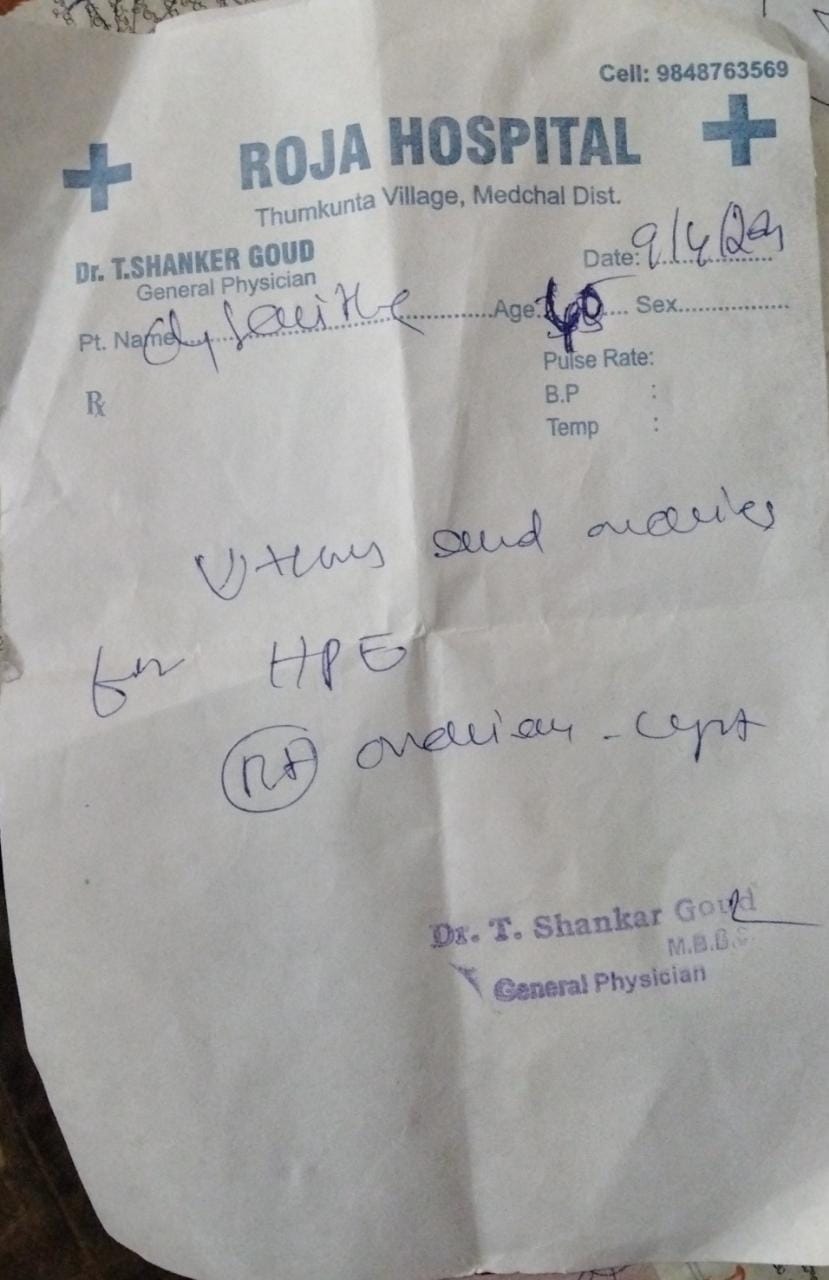 Cell: 9848763569
ROJA HOSPITAL
Thumkunta Village, Medchal Dist.
Dr. T.SHANKER GOUD
General Physician
Date: 9/4/
Pt. Name Age: 40 Sex
Pulse Rate:
B.P :
Temp :
℞
Uterus and ovaries
for HPE
Rt ovarian - cyst
Dr. T. Shankar Goud
M.B.B.S
General Physician